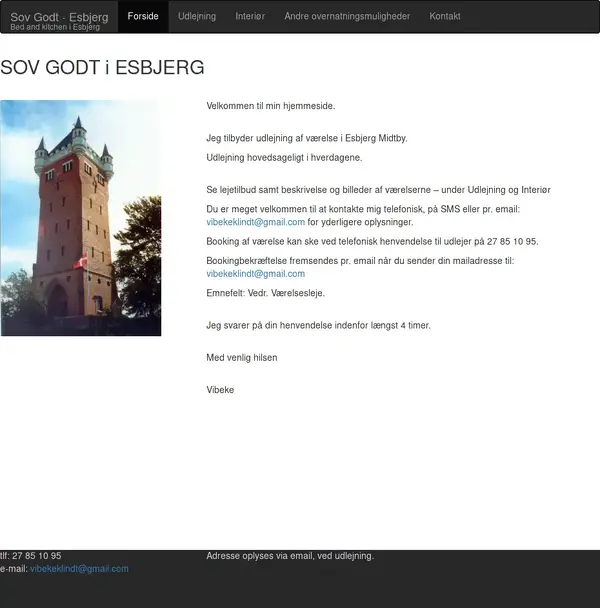 Sov Godt - Esbjerg
Bed and kitchen i Esbjerg
Forside
Udlejning
Interiør
Andre overnatningsmuligheder
Kontakt
SOV GODT i ESBJERG
Velkommen til min hjemmeside.
Jeg tilbyder udlejning af værelse i Esbjerg Midtby.
Udlejning hovedsageligt i hverdagene.
Se lejetilbud samt beskrivelse og billeder af værelserne – under Udlejning og Interiør
Du er meget velkommen til at kontakte mig telefonisk, på SMS eller pr. email:
vibekeklindt@gmail.com for yderligere oplysninger.
Booking af værelse kan ske ved telefonisk henvendelse til udlejer på 27 85 10 95.
Bookingbekræftelse fremsendes pr. email når du sender din mailadresse til:
vibekeklindt@gmail.com
Emnefelt: Vedr. Værelsesleje.
Jeg svarer på din henvendelse indenfor længst 4 timer.
Med venlig hilsen
Vibeke
tlf: 27 85 10 95
e-mail: vibekeklindt@gmail.com
Adresse oplyses via email, ved udlejning.